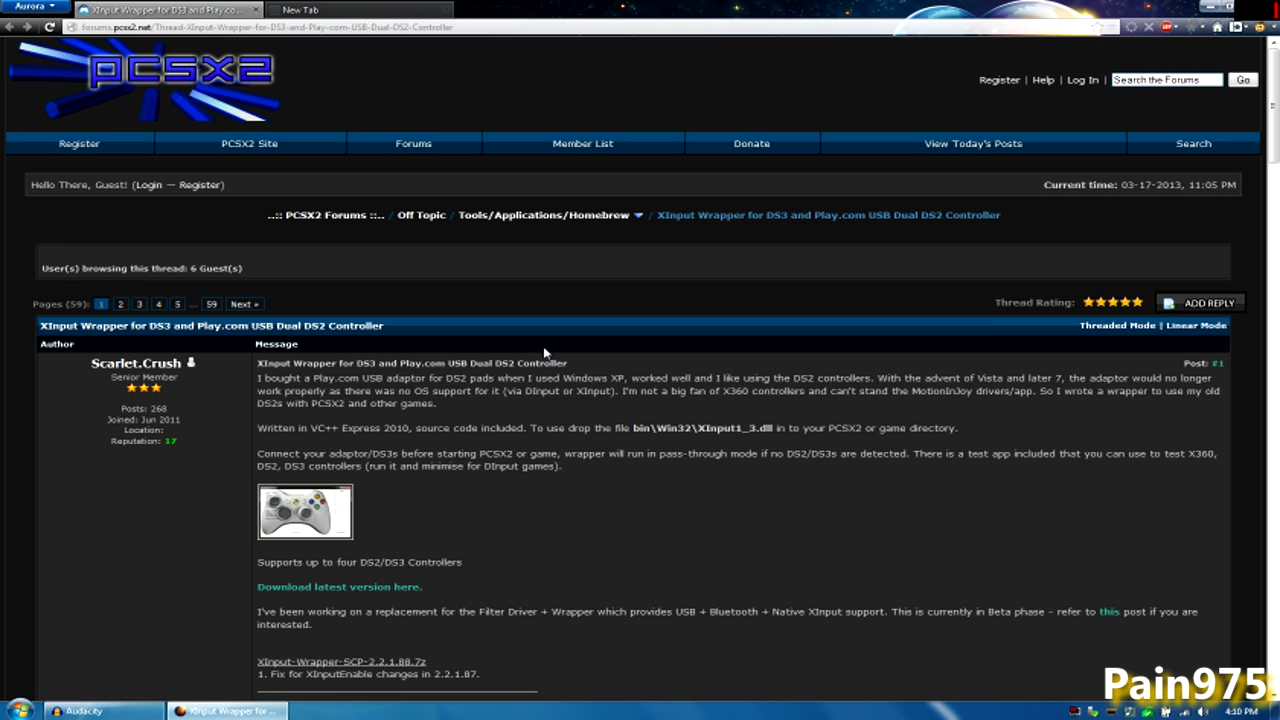 Aurora
XInput Wrapper for DS3 and Play.co...
New Tab
forums.pcsx2.net/Thread-XInput-Wrapper-for-DS3-and-Play-com-USB-Dual-DS2-Controller
PCSX2
Register | Help | Log In |
Search the Forums
Go
Register
PCSX2 Site
Forums
Member List
Donate
View Today's Posts
Search
Hello There, Guest! (Login — Register)
Current time: 03-17-2013, 11:05 PM
..:: PCSX2 Forums ::.. / Off Topic / Tools/Applications/Homebrew / XInput Wrapper for DS3 and Play.com USB Dual DS2 Controller
User(s) browsing this thread: 6 Guest(s)
Pages (59): 1 2 3 4 5 ... 59 Next »
Thread Rating:
ADD REPLY
XInput Wrapper for DS3 and Play.com USB Dual DS2 Controller
Threaded Mode | Linear Mode
Author
Message
Scarlet.Crush
Senior Member
Posts: 268
Joined: Jun 2011
Location:
Reputation: 17
XInput Wrapper for DS3 and Play.com USB Dual DS2 Controller
Post: #1
I bought a Play.com USB adaptor for DS2 pads when I used Windows XP, worked well and I like using the DS2 controllers. With the advent of Vista and later 7, the adaptor would no longer
work properly as there was no OS support for it (via DInput or XInput). I'm not a big fan of X360 controllers and can't stand the MotionInJoy drivers/app. So I wrote a wrapper to use my old
DS2s with PCSX2 and other games.
Written in VC++ Express 2010, source code included. To use drop the file bin\Win32\XInput1_3.dll in to your PCSX2 or game directory.
Connect your adaptor/DS3s before starting PCSX2 or game, wrapper will run in pass-through mode if no DS2/DS3s are detected. There is a test app included that you can use to test X360,
DS2, DS3 controllers (run it and minimise for DInput games).
Supports up to four DS2/DS3 Controllers
Download latest version here.
I've been working on a replacement for the Filter Driver + Wrapper which provides USB + Bluetooth + Native XInput support. This is currently in Beta phase - refer to this post if you are
interested.
XInput-Wrapper-SCP-2.2.1.88.7z
1. Fix for XInputEnable changes in 2.2.1.87.
Pain975
Audacity
XInput Wrapper for ...
4:10 PM